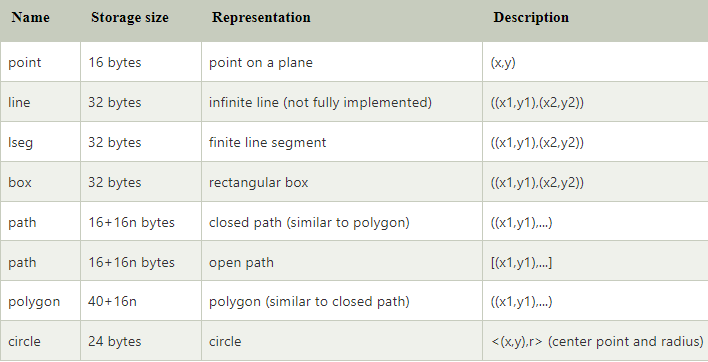 Name Storage size Representation Description
point 16 bytes point on a plane (x,y)
line 32 bytes infinite line (not fully implemented) ((x1,y1),(x2,y2))
lseg 32 bytes finite line segment ((x1,y1),(x2,y2))
box 32 bytes rectangular box ((x1,y1),(x2,y2))
path 16+16n bytes closed path (similar to polygon) ((x1,y1),...)
path 16+16n bytes open path [(x1,y1),...]
polygon 40+16n polygon (similar to closed path) ((x1,y1),...)
circle 24 bytes circle <(x,y),r> (center point and radius)